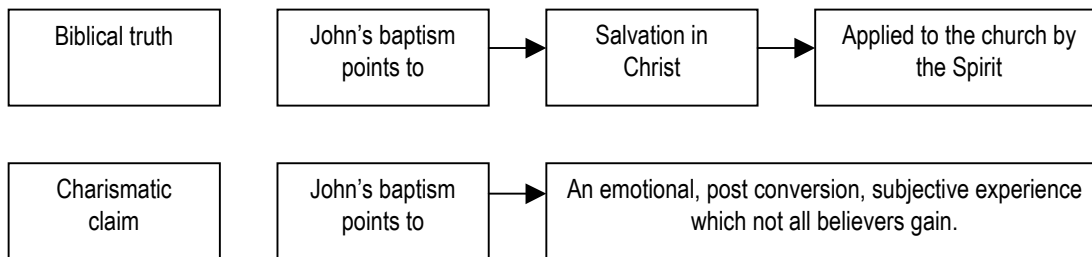 Biblical truth
John’s baptism
points to
Salvation in
Christ
Applied to the church by
the Spirit
Charismatic
claim
John’s baptism
points to
An emotional, post conversion, subjective experience
which not all believers gain.